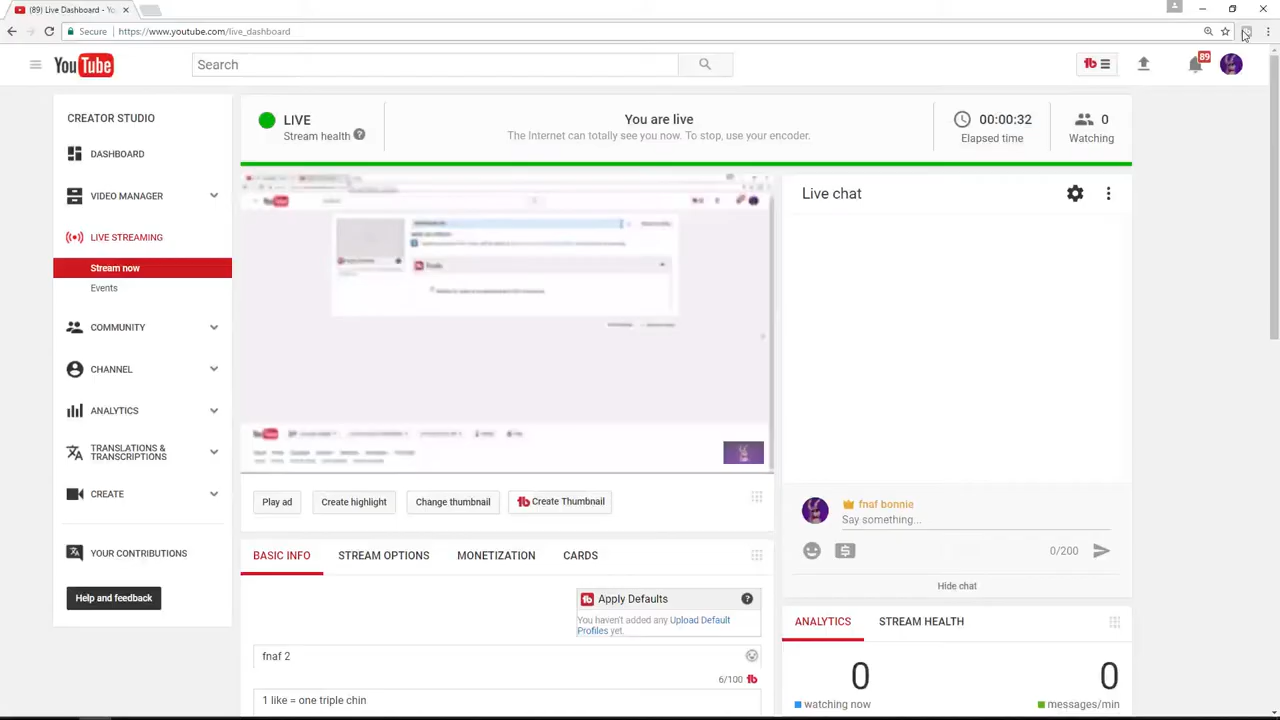 (89) Live Dashboard - Yo
Secure
https://www.youtube.com/live_dashboard
YouTube
Search
tb
89
CREATOR STUDIO
DASHBOARD
VIDEO MANAGER
LIVE STREAMING
Stream now
Events
COMMUNITY
CHANNEL
ANALYTICS
TRANSLATIONS &
TRANSCRIPTIONS
CREATE
YOUR CONTRIBUTIONS
Help and feedback
LIVE
Stream health ?
You are live
The Internet can totally see you now. To stop, use your encoder.
00:00:32
Elapsed time
0
Watching
Play ad
Create highlight
Change thumbnail
tb Create Thumbnail
BASIC INFO
STREAM OPTIONS
MONETIZATION
CARDS
tb Apply Defaults ?
You haven't added any Upload Default
Profiles yet.
fnaf 2
6/100 tb
1 like = one triple chin
Live chat
fnaf bonnie
Say something...
$
0/200
Hide chat
ANALYTICS
STREAM HEALTH
0
watching now
0
messages/min